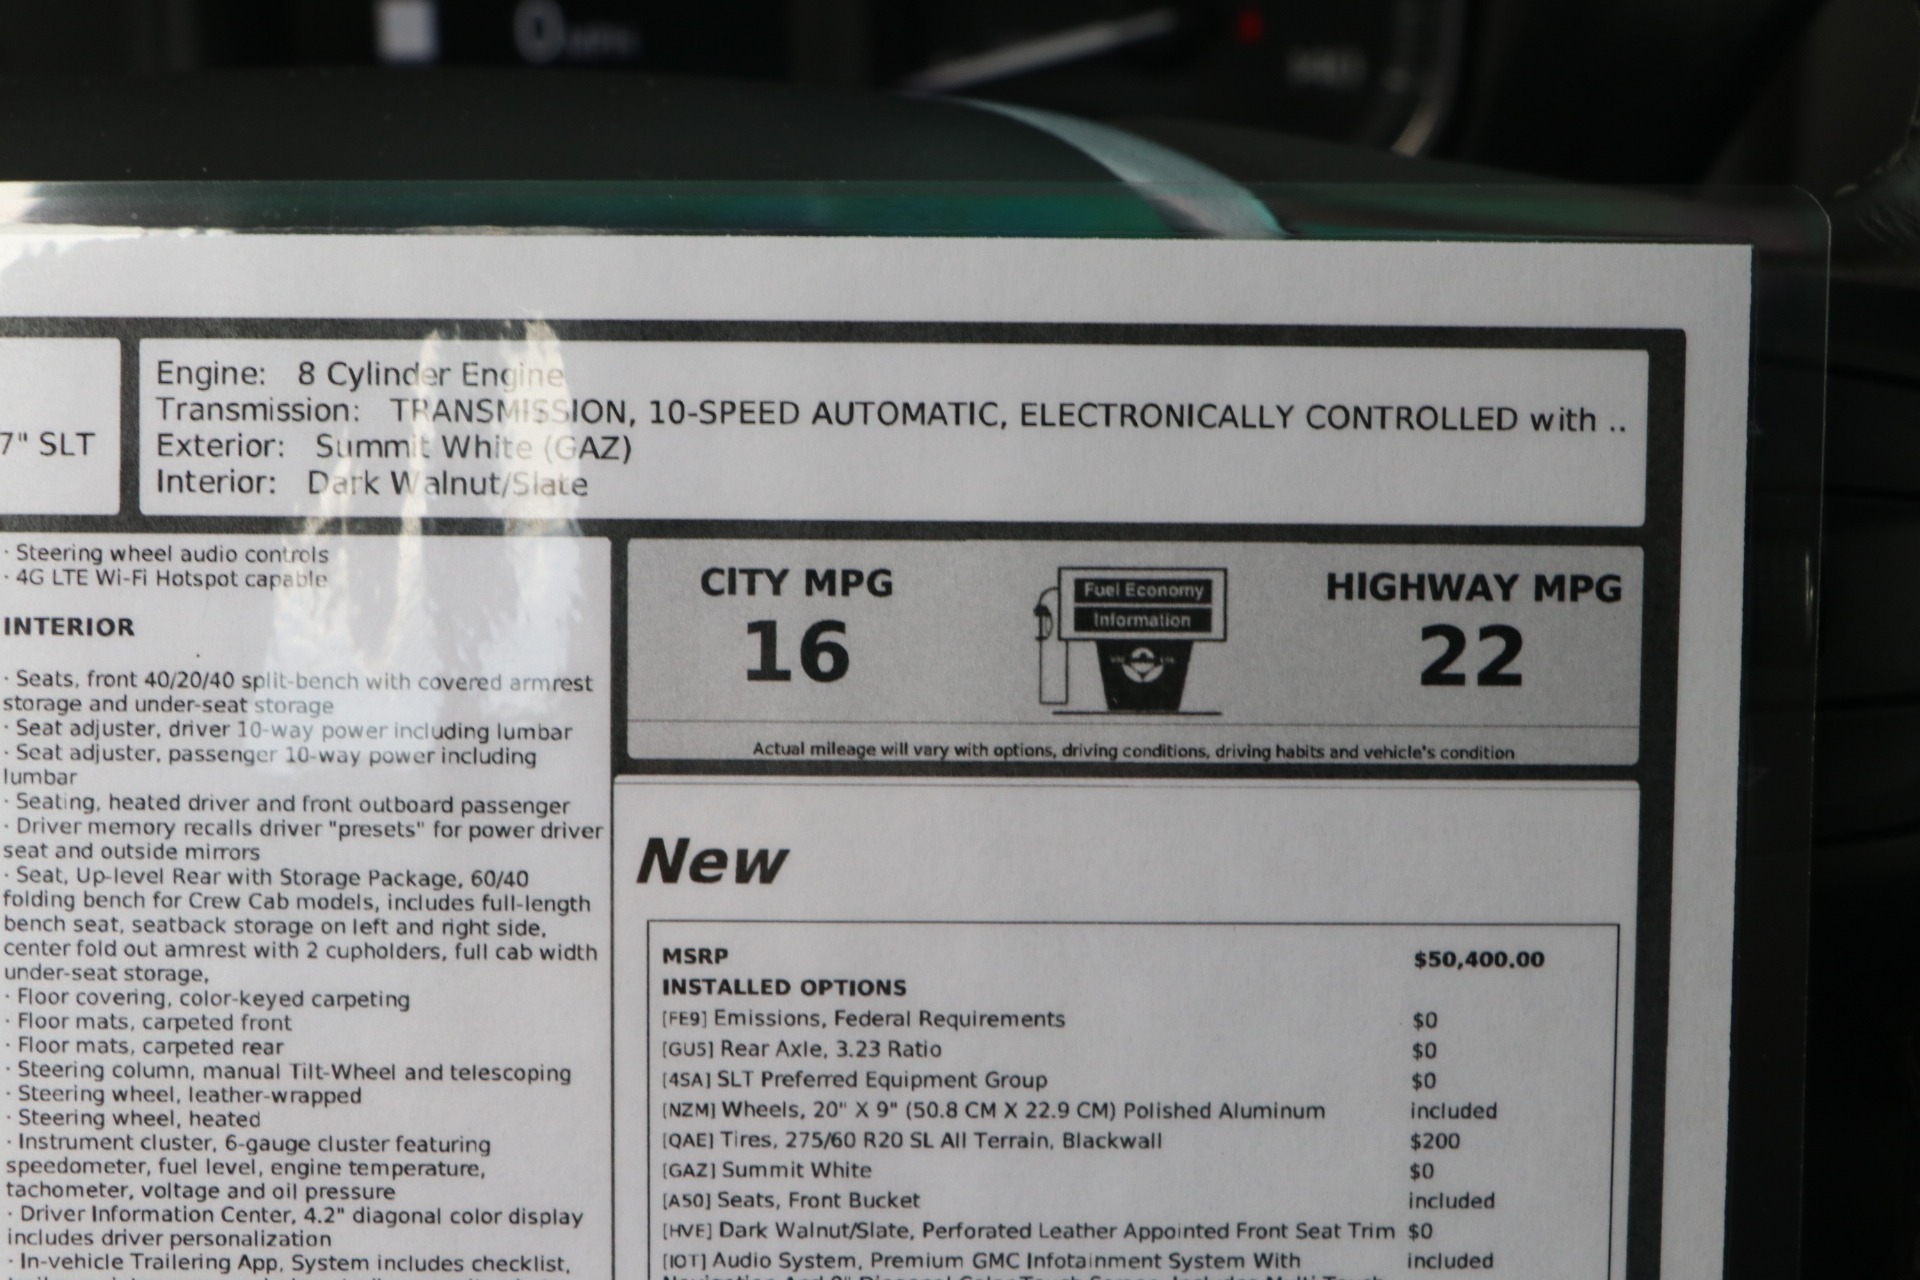 0 MPH
140
7" SLT
Engine: 8 Cylinder Engine
Transmission: TRANSMISSION, 10-SPEED AUTOMATIC, ELECTRONICALLY CONTROLLED with ..
Exterior: Summit White (GAZ)
Interior: Dark Walnut/Slate
· Steering wheel audio controls
· 4G LTE Wi-Fi Hotspot capable
INTERIOR
· Seats, front 40/20/40 split-bench with covered armrest
storage and under-seat storage
· Seat adjuster, driver 10-way power including lumbar
· Seat adjuster, passenger 10-way power including
lumbar
· Seating, heated driver and front outboard passenger
· Driver memory recalls driver "presets" for power driver
seat and outside mirrors
· Seat, Up-level Rear with Storage Package, 60/40
folding bench for Crew Cab models, includes full-length
bench seat, seatback storage on left and right side,
center fold out armrest with 2 cupholders, full cab width
under-seat storage,
· Floor covering, color-keyed carpeting
· Floor mats, carpeted front
· Floor mats, carpeted rear
· Steering column, manual Tilt-Wheel and telescoping
· Steering wheel, leather-wrapped
· Steering wheel, heated
· Instrument cluster, 6-gauge cluster featuring
speedometer, fuel level, engine temperature,
tachometer, voltage and oil pressure
· Driver Information Center, 4.2" diagonal color display
includes driver personalization
· In-vehicle Trailering App, System includes checklist,
CITY MPG
16
Fuel Economy
Information
HIGHWAY MPG
22
Actual mileage will vary with options, driving conditions, driving habits and vehicle's condition
New
MSRP $50,400.00
INSTALLED OPTIONS
[FE9] Emissions, Federal Requirements $0
[GU5] Rear Axle, 3.23 Ratio $0
[4SA] SLT Preferred Equipment Group $0
[NZM] Wheels, 20" X 9" (50.8 CM X 22.9 CM) Polished Aluminum included
[QAE] Tires, 275/60 R20 SL All Terrain, Blackwall $200
[GAZ] Summit White $0
[A50] Seats, Front Bucket included
[HVE] Dark Walnut/Slate, Perforated Leather Appointed Front Seat Trim $0
[IOT] Audio System, Premium GMC Infotainment System With included